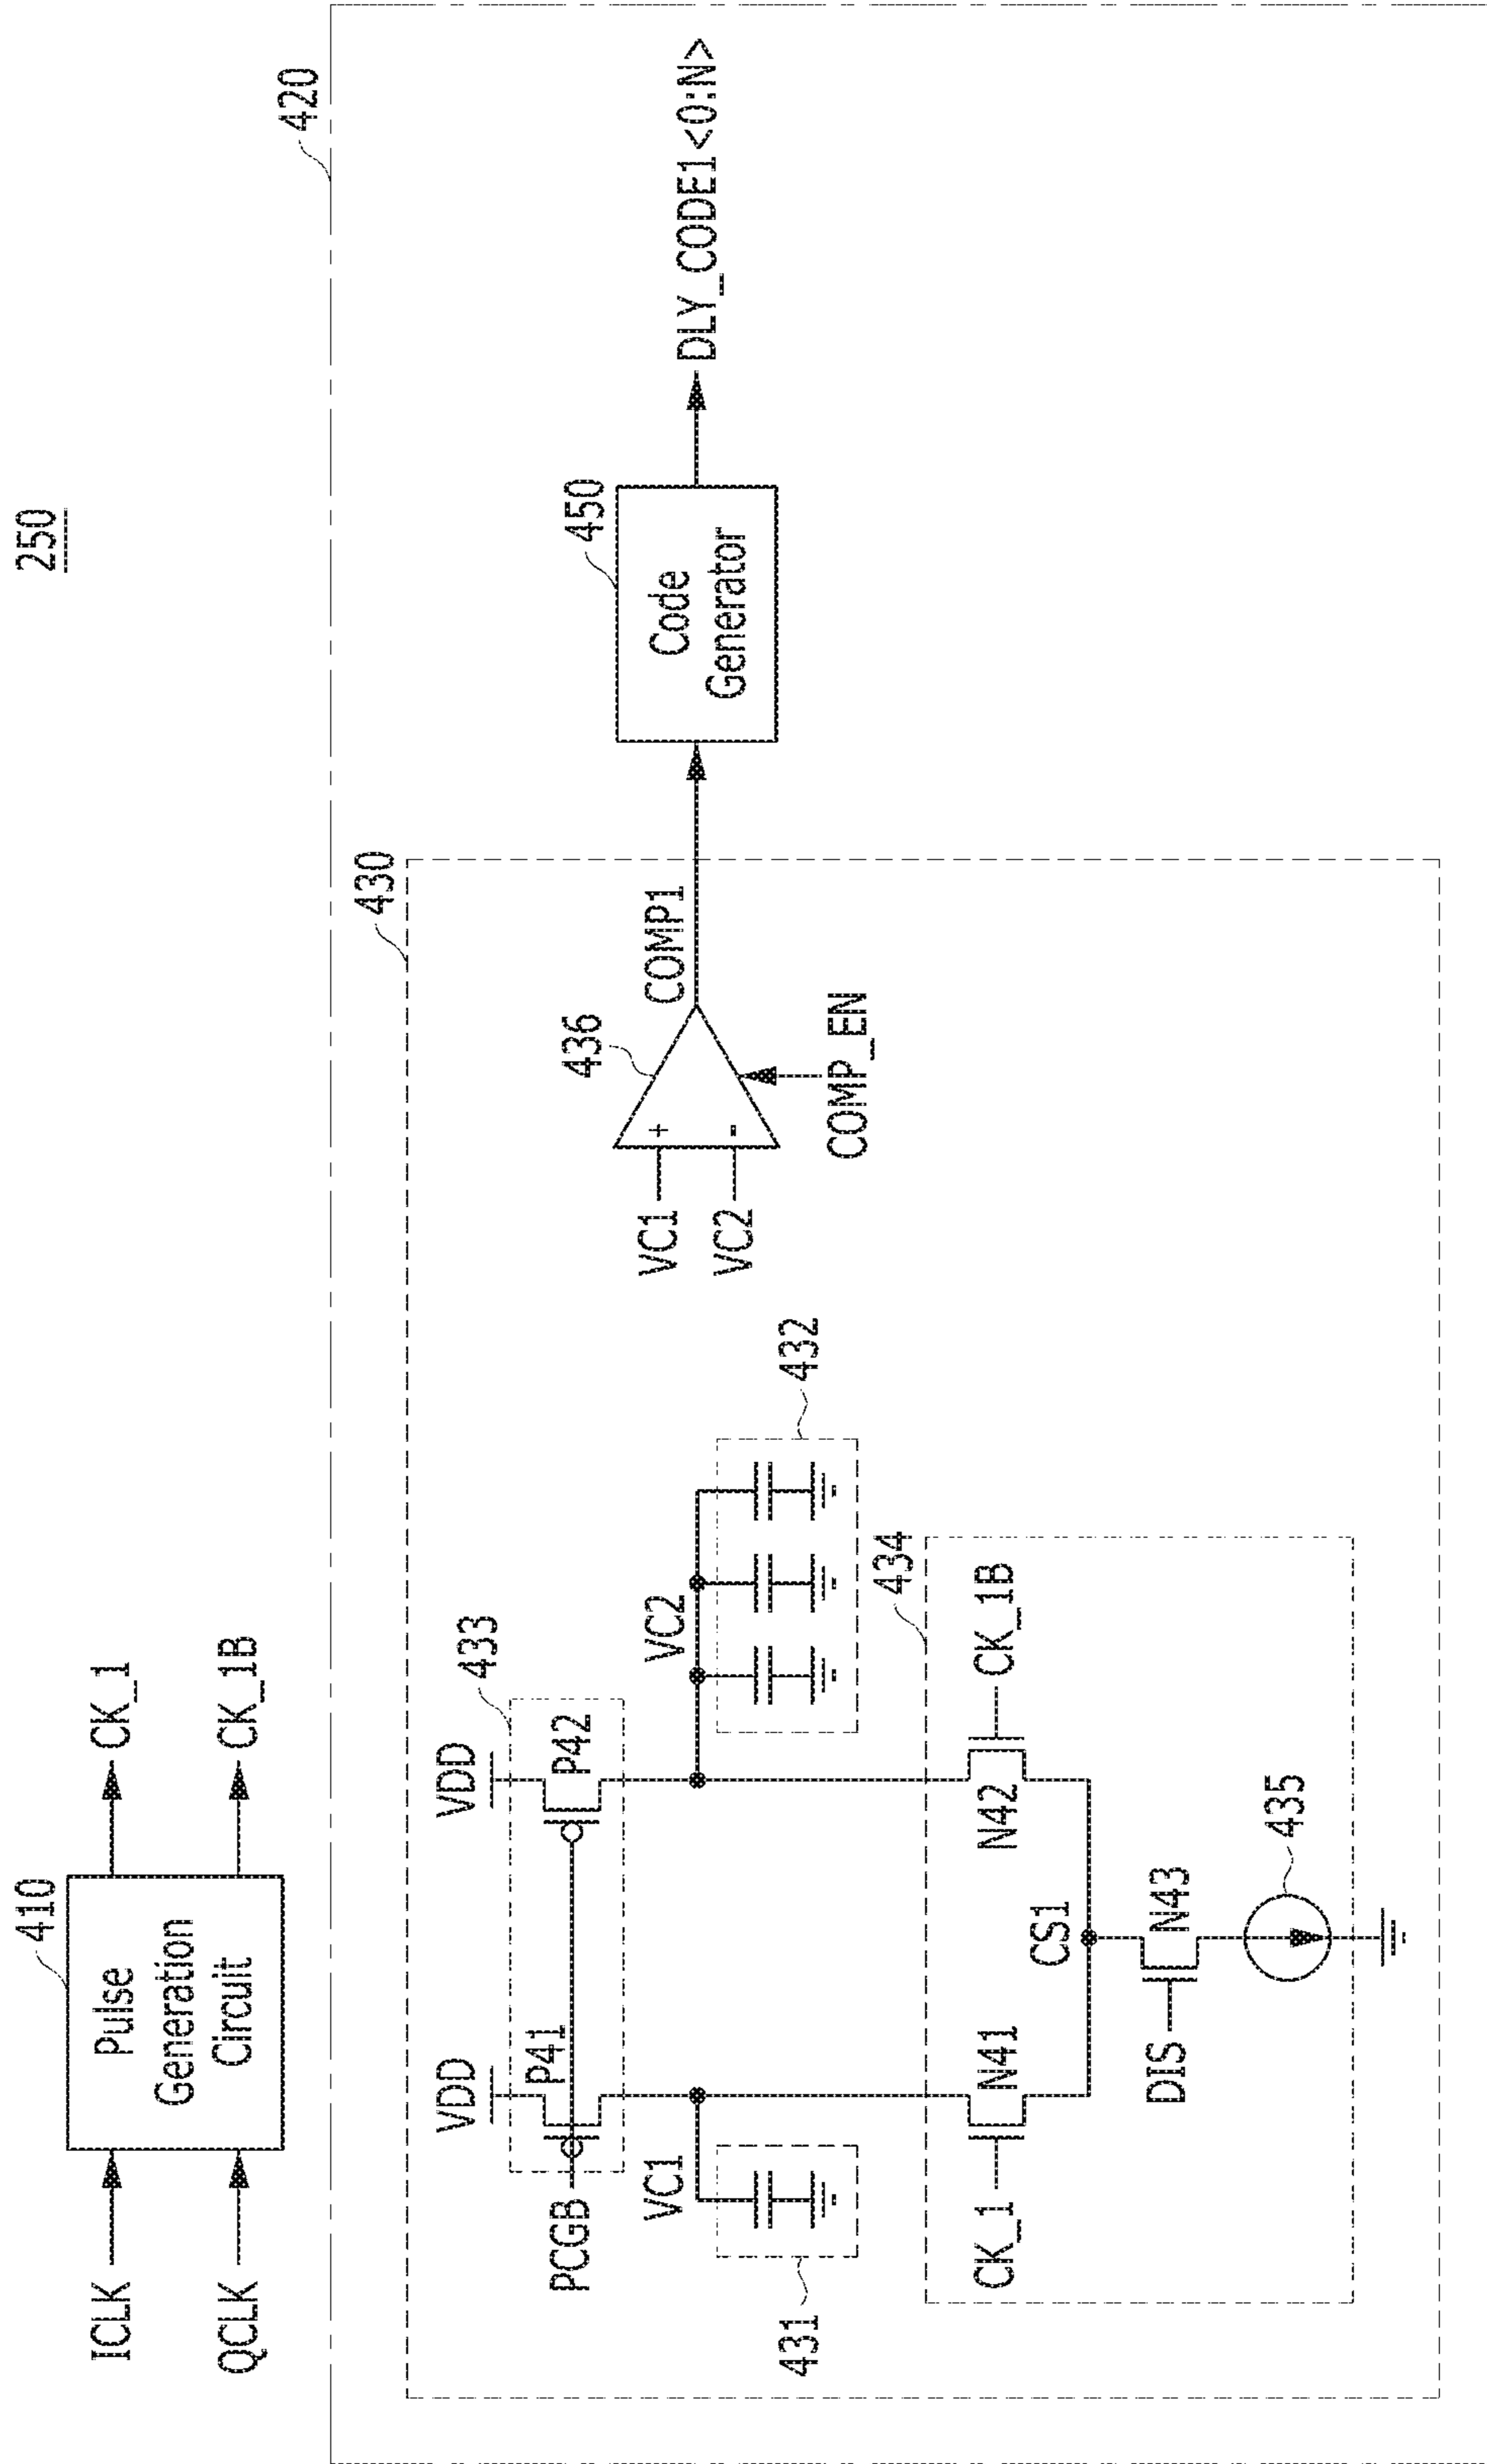 250
410
ICLK
QCLK
Pulse
Generation
Circuit
CK_1
CK_1B
420
430
433
VDD
VDD
PCGB
P41
P42
VC1
VC2
431
432
434
CK_1
N41
N42
CK_1B
CS1
DIS
N43
435
436
VC1
VC2
+
-
COMP_EN
COMP1
450
Code
Generator
DLY_CODE1<0:N>